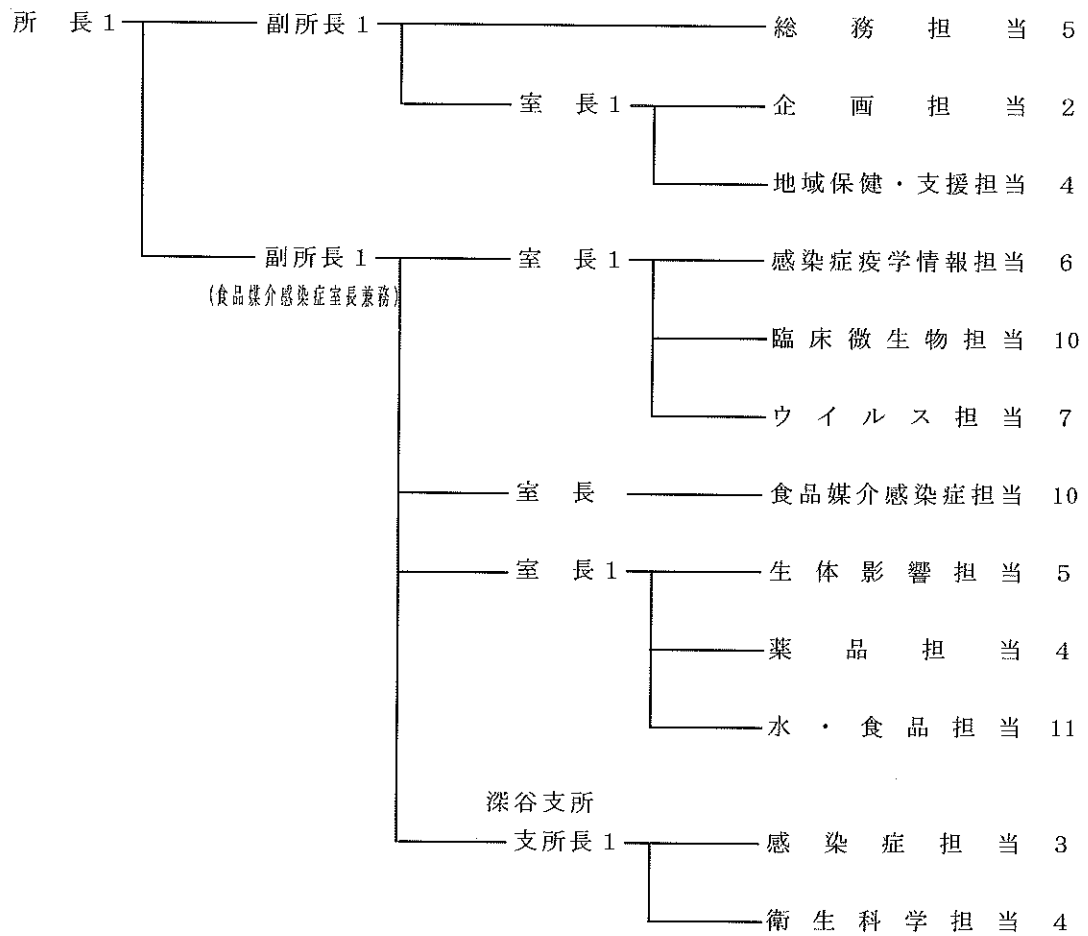 所長1 副所長1 総務担当 5
室長1 企画担当 2
地域保健・支援担当 4
副所長1 室長1 感染症疫学情報担当 6
(食品媒介感染症室長兼務)
臨床微生物担当 10
ウイルス担当 7
室長 食品媒介感染症担当 10
室長1 生体影響担当 5
薬品担当 4
水・食品担当 11
深谷支所
支所長1 感染症担当 3
衛生科学担当 4